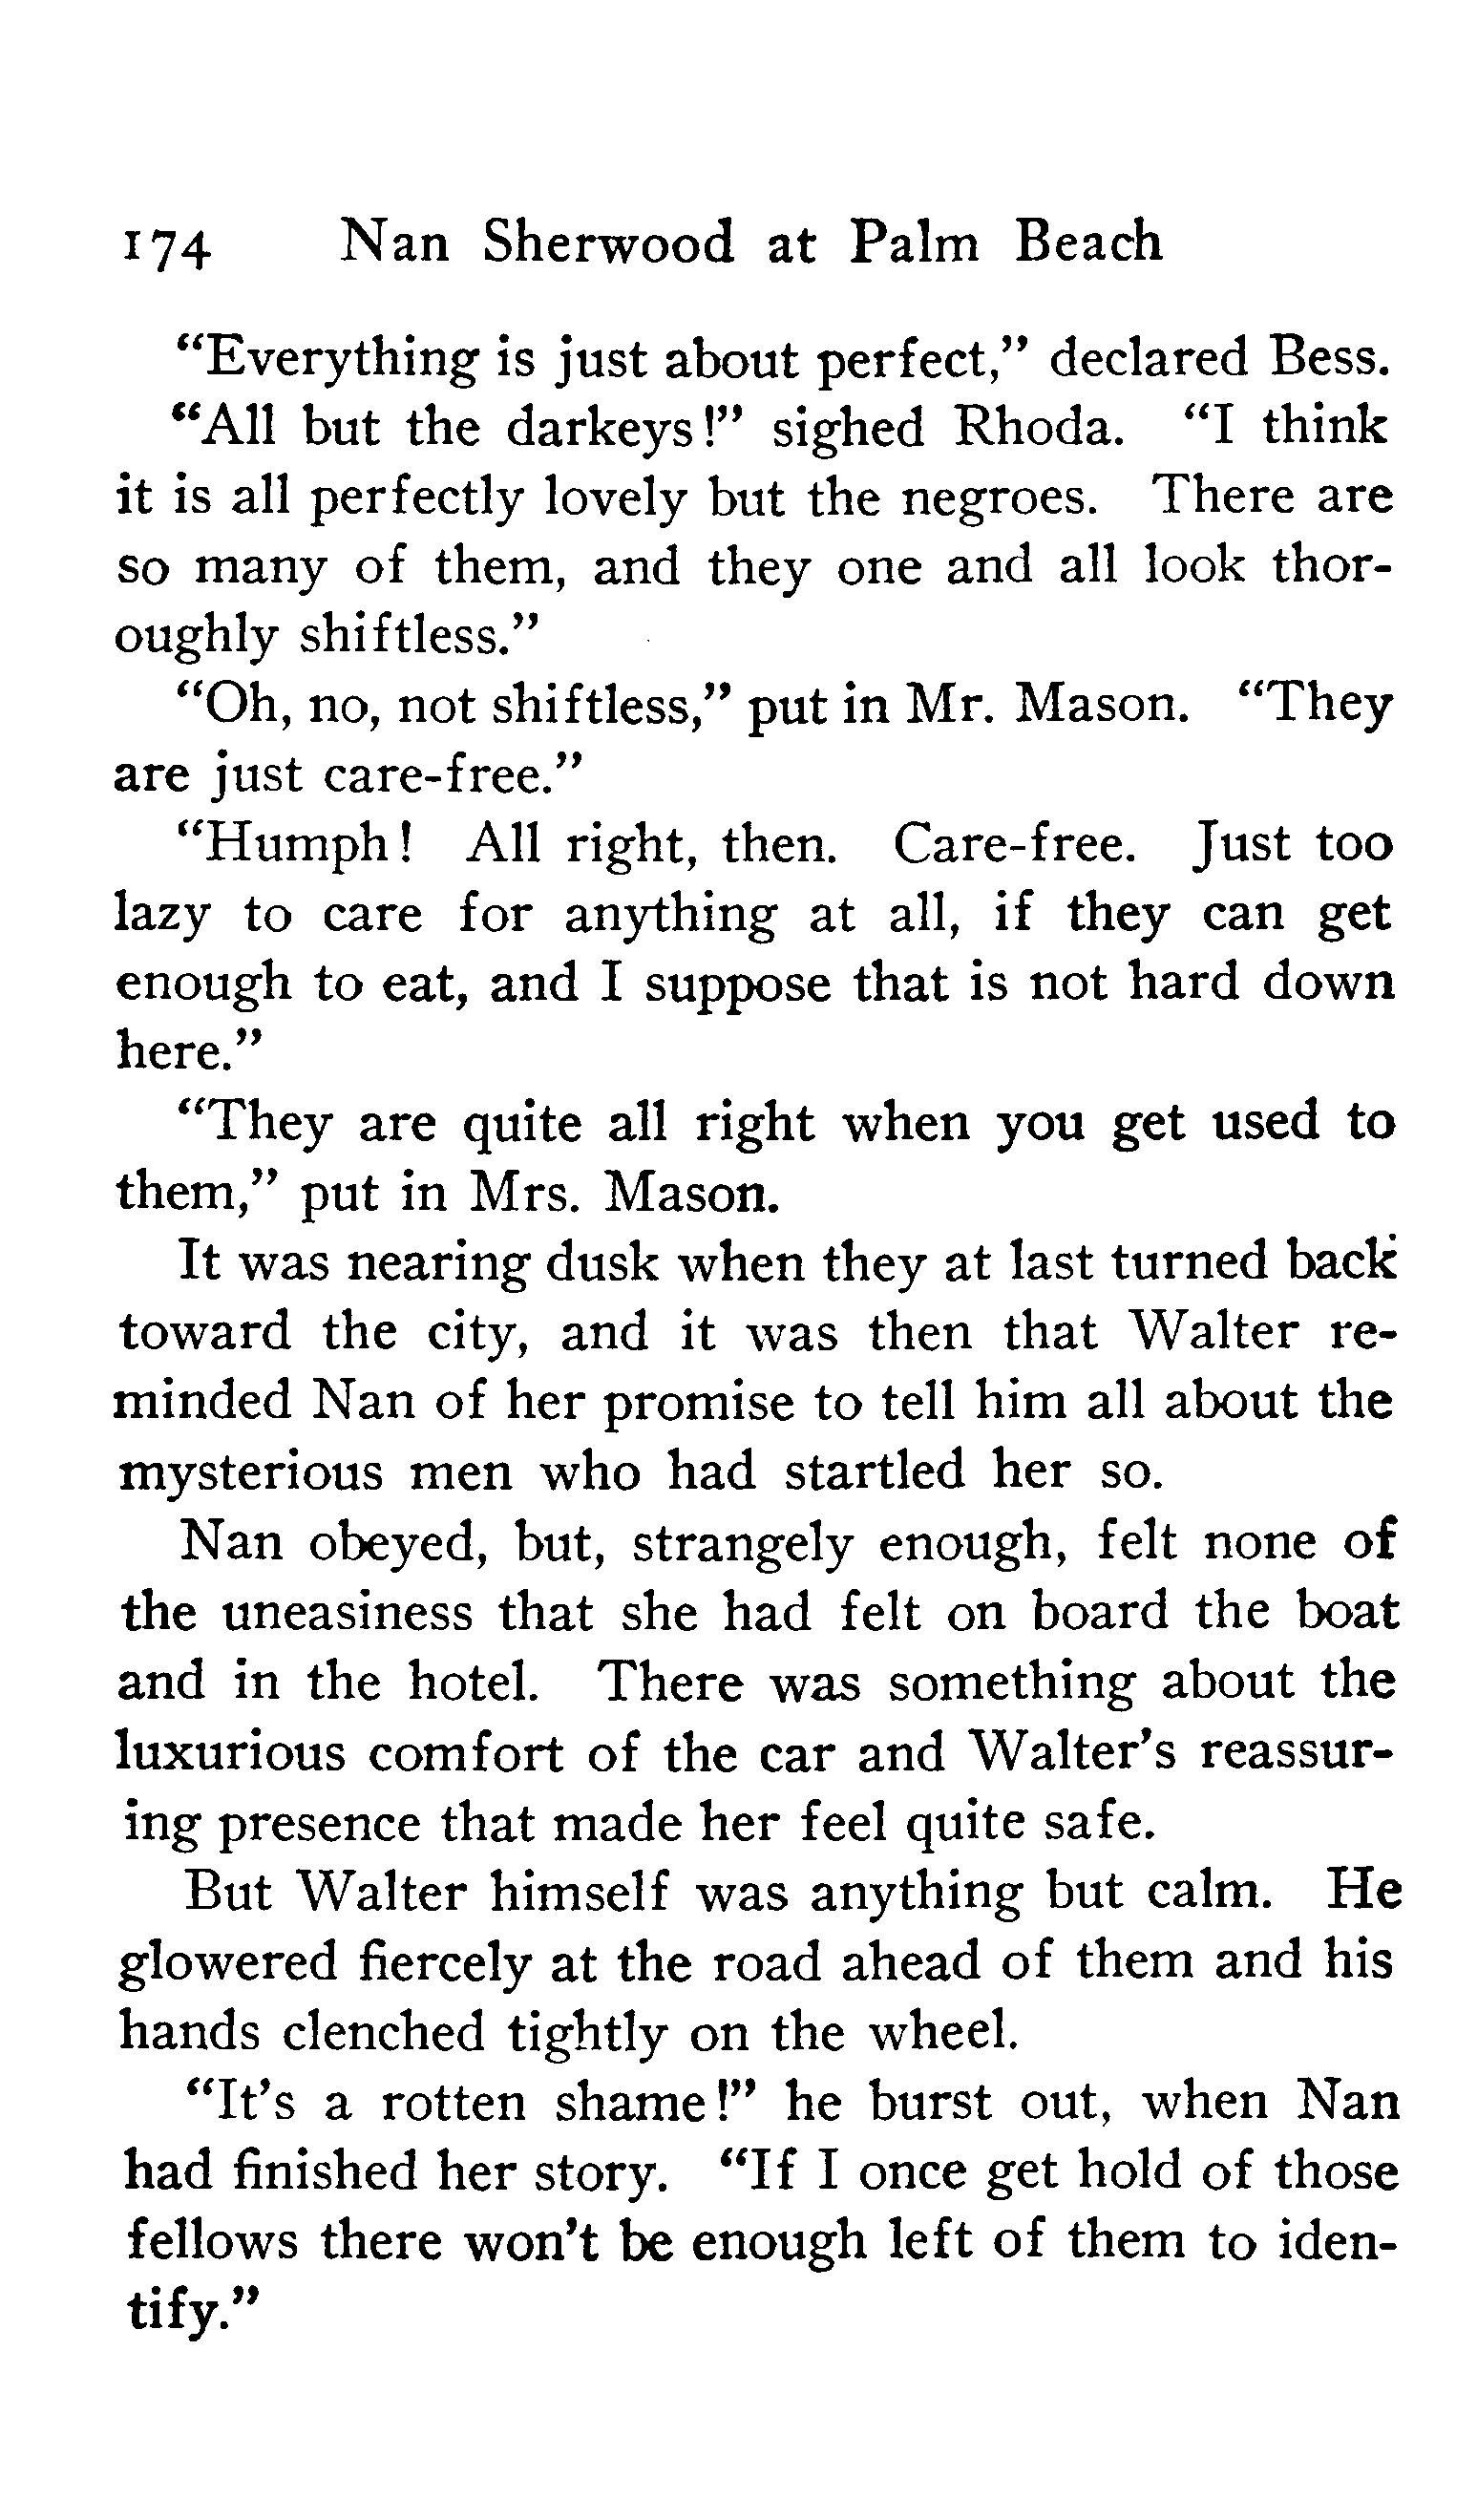 174 Nan Sherwood at Palm Beach
“Everything is just about perfect,” declared Bess.
“All but the darkeys!” sighed Rhoda. “I think
it is all perfectly lovely but the negroes. There are
so many of them, and they one and all look thor-
oughly shiftless.”
“Oh, no, not shiftless,” put in Mr. Mason. “They
are just care-free.”
“Humph! All right, then. Care-free. Just too
lazy to care for anything at all, if they can get
enough to eat, and I suppose that is not hard down
here.”
“They are quite all right when you get used to
them,” put in Mrs. Mason.
It was nearing dusk when they at last turned back
toward the city, and it was then that Walter re-
minded Nan of her promise to tell him all about the
mysterious men who had startled her so.
Nan obeyed, but, strangely enough, felt none of
the uneasiness that she had felt on board the boat
and in the hotel. There was something about the
luxurious comfort of the car and Walter’s reassur-
ing presence that made her feel quite safe.
But Walter himself was anything but calm. He
glowered fiercely at the road ahead of them and his
hands clenched tightly on the wheel.
“It’s a rotten shame!” he burst out, when Nan
had finished her story. “If I once get hold of those
fellows there won’t be enough left of them to iden-
tify.”